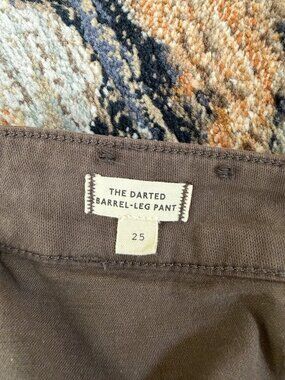 THE DARTED
BARREL-LEG PANT
25